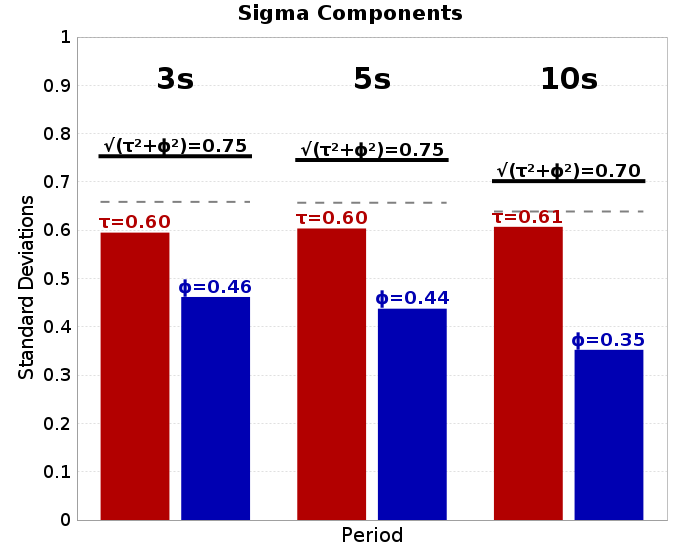 Sigma Components
Standard Deviations
1
0.9
0.8
0.7
0.6
0.5
0.4
0.3
0.2
0.1
0
3s
5s
10s
√(τ²+ϕ²)=0.75
√(τ²+ϕ²)=0.75
√(τ²+ϕ²)=0.70
τ=0.60
ϕ=0.46
τ=0.60
ϕ=0.44
τ=0.61
ϕ=0.35
Period